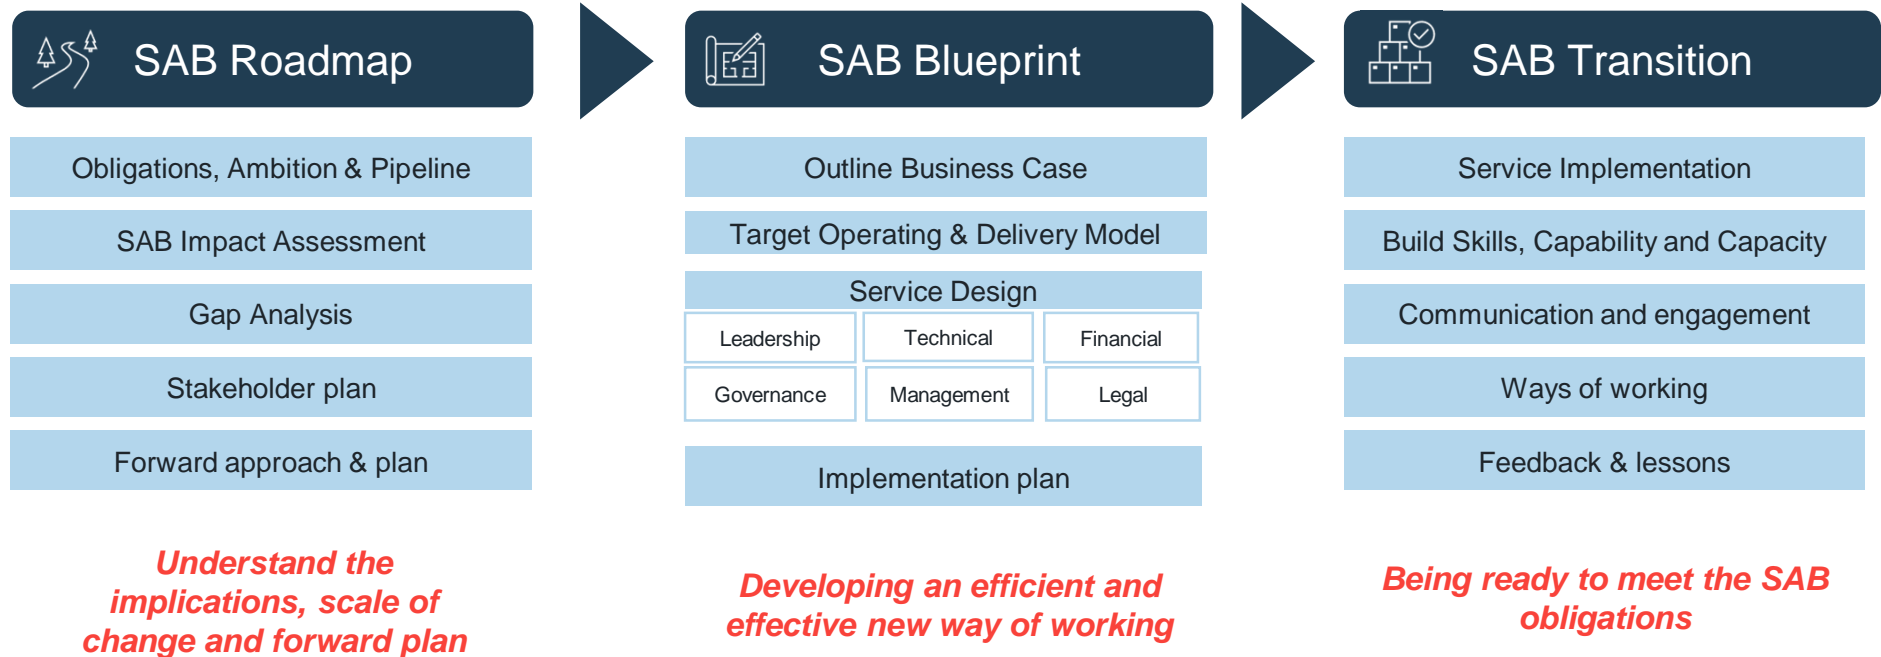 SAB Roadmap
Obligations, Ambition & Pipeline
SAB Impact Assessment
Gap Analysis
Stakeholder plan
Forward approach & plan
Understand the
implications, scale of
change and forward plan
SAB Blueprint
Outline Business Case
Target Operating & Delivery Model
Service Design
Leadership
Technical
Financial
Governance
Management
Legal
Implementation plan
Developing an efficient and
effective new way of working
SAB Transition
Service Implementation
Build Skills, Capability and Capacity
Communication and engagement
Ways of working
Feedback & lessons
Being ready to meet the SAB
obligations